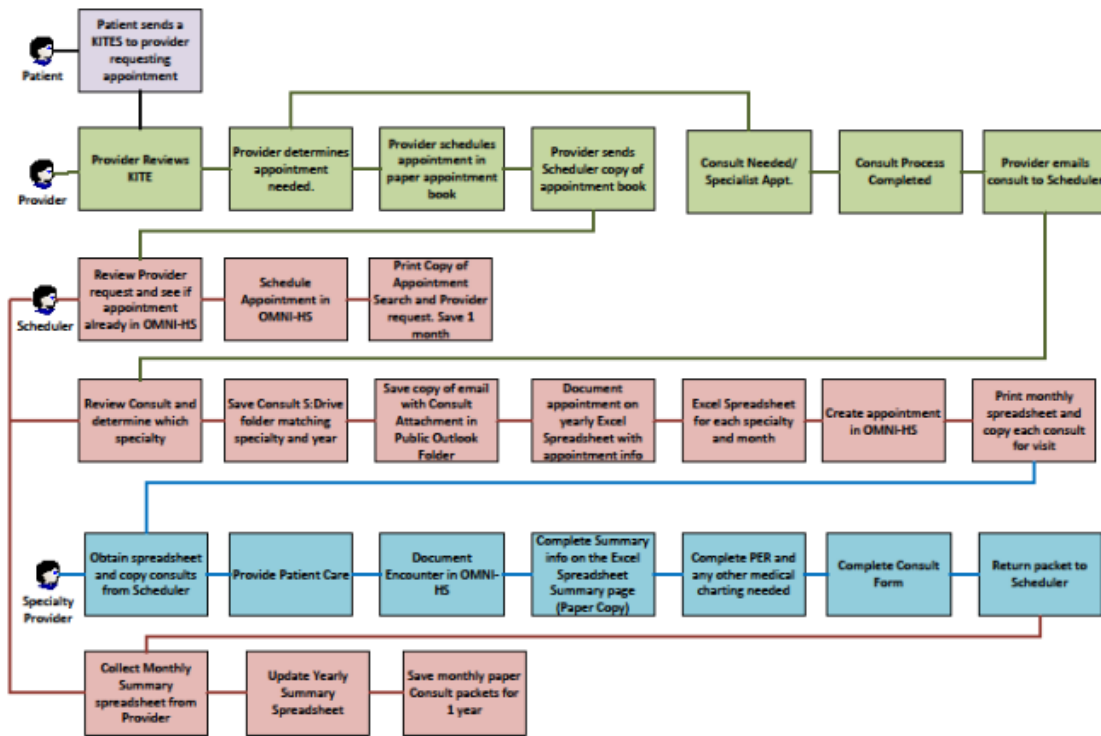 Patient sends a
KITES to provider
requesting
appointment
Patient
Provider Reviews
KITE
Provider determines
appointment
needed.
Provider schedules
appointment in
paper appointment
book
Provider sends
Scheduler copy of
appointment book
Consult Needed/
Specialist Appt.
Consult Process
Completed
Provider emails
consult to Scheduler
Provider
Review Provider
request and see if
appointment
already in OMNI-HS
Schedule
Appointment in
OMNI-HS
Print Copy of
Appointment
Search and Provider
request. Save 1
month
Scheduler
Review Consult and
determine which
specialty
Save Consult S:Drive
folder matching
specialty and year
Save copy of email
with Consult
Attachment in
Public Outlook
Folder
Document
appointment on
yearly Excel
Spreadsheet with
appointment info
Excel Spreadsheet
for each specialty
and month
Create appointment
in OMNI-HS
Print monthly
spreadsheet and
copy each consult
for visit
Obtain spreadsheet
and copy consults
from Scheduler
Provide Patient Care
Document
Encounter in OMNI-
HS
Complete Summary
info on the Excel
Spreadsheet
Summary page
(Paper Copy)
Complete PER and
any other medical
charting needed
Complete Consult
Form
Return packet to
Scheduler
Specialty
Provider
Collect Monthly
Summary
spreadsheet from
Provider
Update Yearly
Summary
Spreadsheet
Save monthly paper
Consult packets for
1 year